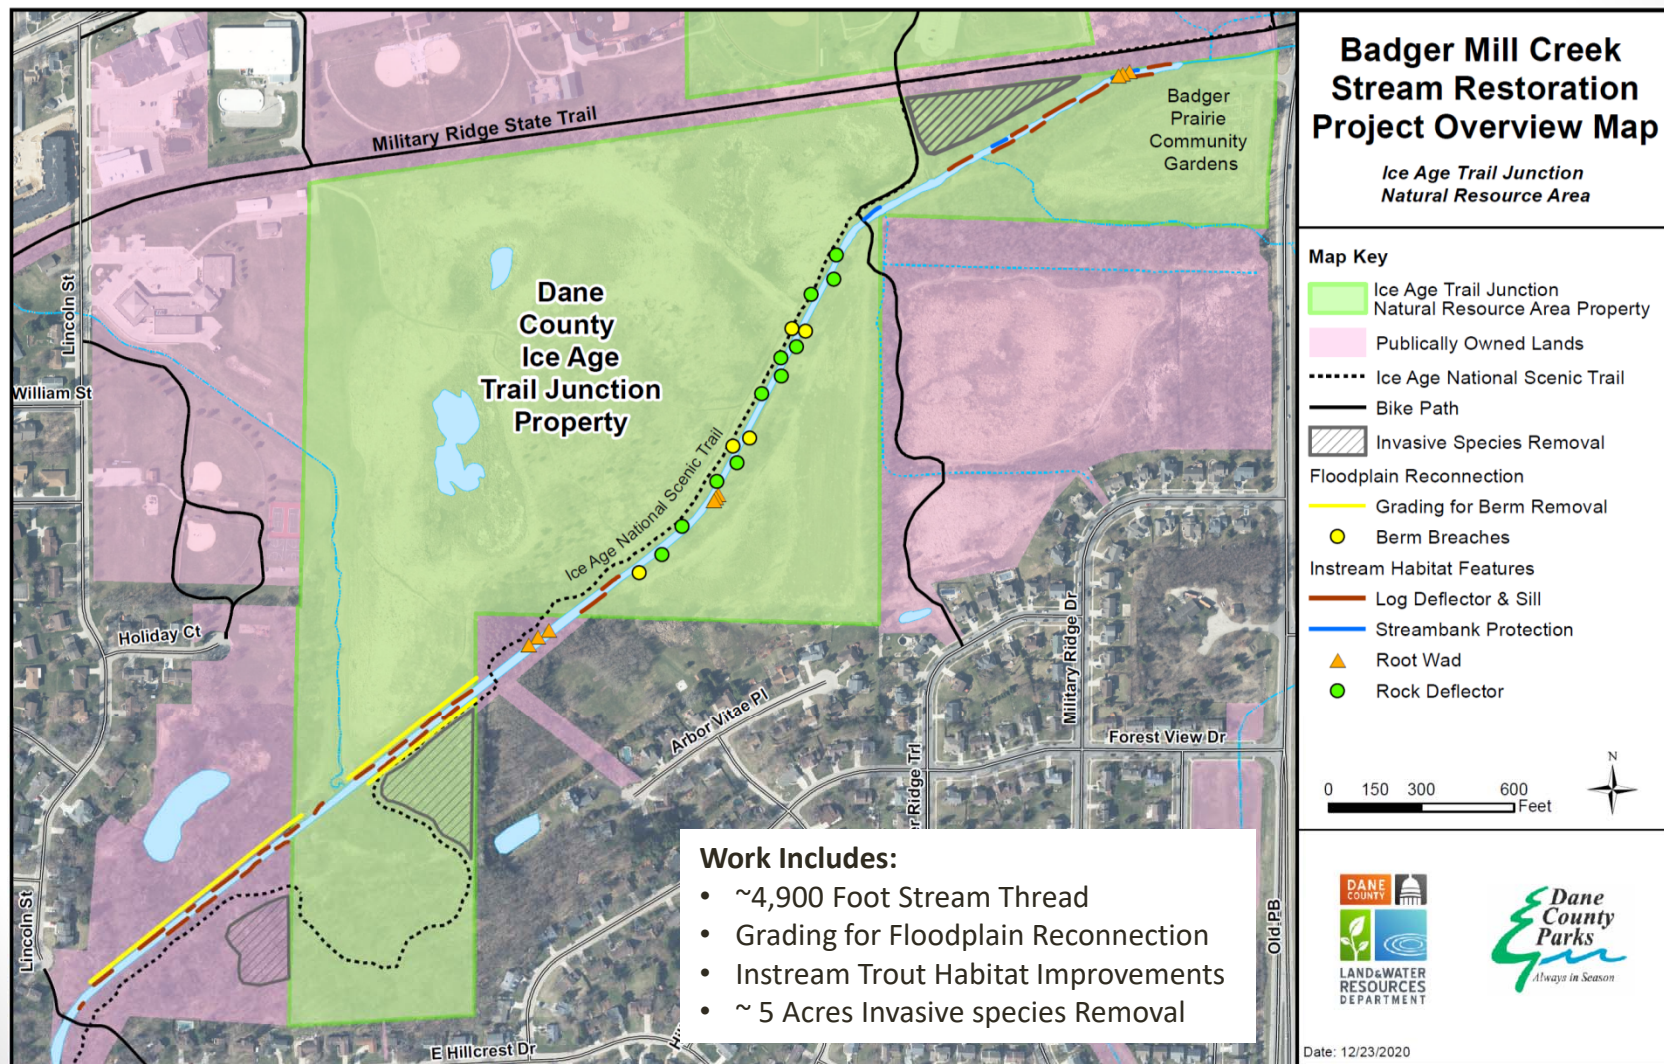 Badger Mill Creek
Stream Restoration
Project Overview Map
Ice Age Trail Junction
Natural Resource Area
Map Key
Ice Age Trail Junction
Natural Resource Area Property
Publically Owned Lands
Ice Age National Scenic Trail
Bike Path
Invasive Species Removal
Floodplain Reconnection
Grading for Berm Removal
Berm Breaches
Instream Habitat Features
Log Deflector & Sill
Streambank Protection
Root Wad
Rock Deflector
N
0 150 300 600
Feet
DANE
COUNTY
LAND&WATER
RESOURCES
DEPARTMENT
Dane
County
Parks
Always in Season
Date: 12/23/2020
Military Ridge State Trail
Badger
Prairie
Community
Gardens
Dane
County
Ice Age
Trail Junction
Property
Lincoln St
William St
Ice Age National Scenic Trail
Holiday Ct
Arbor Vitae Pl
Military Ridge Dr
Forest View Dr
er Ridge Trl
Lincoln St
E Hillcrest Dr
Old PB
Work Includes:
• ~4,900 Foot Stream Thread
• Grading for Floodplain Reconnection
• Instream Trout Habitat Improvements
• ~ 5 Acres Invasive species Removal